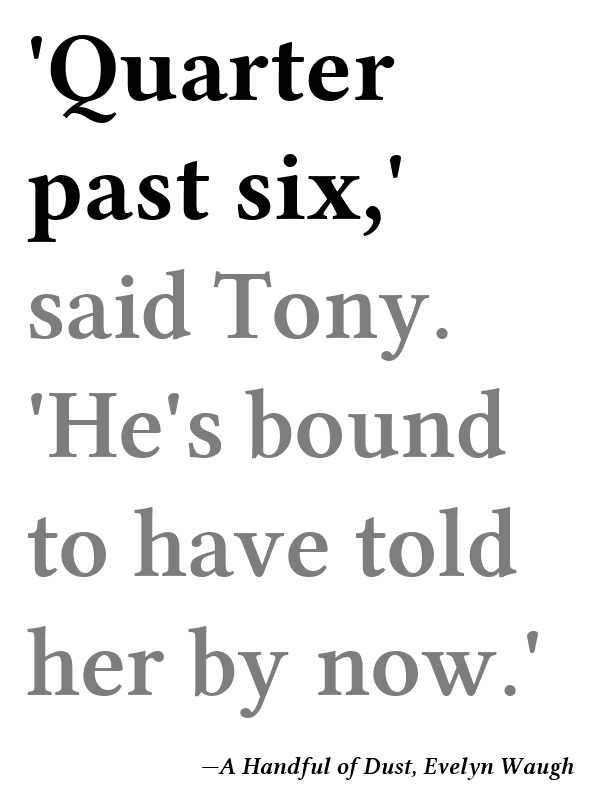 'Quarter
past six,'
said Tony.
'He's bound
to have told
her by now.'
—A Handful of Dust, Evelyn Waugh